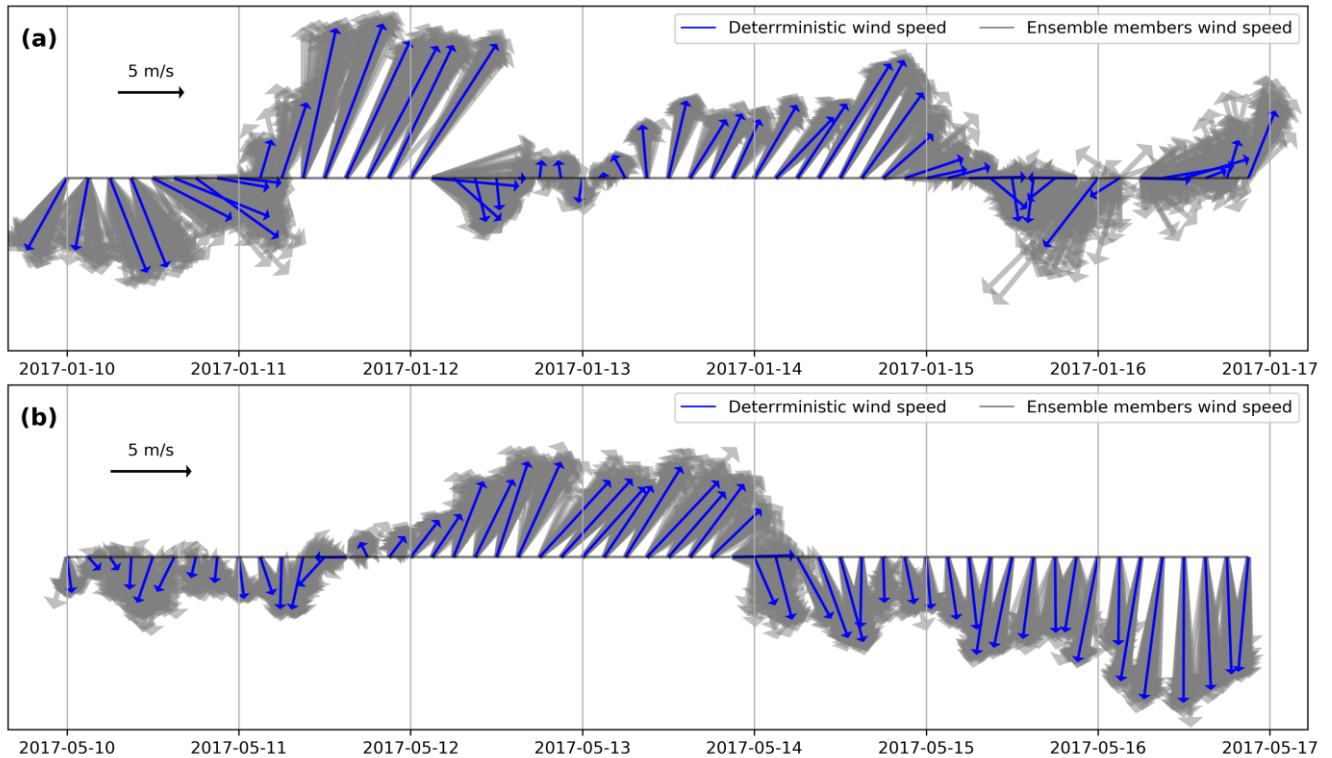 (a)
Deterrministic wind speed
Ensemble members wind speed
5 m/s
2017-01-10
2017-01-11
2017-01-12
2017-01-13
2017-01-14
2017-01-15
2017-01-16
2017-01-17
(b)
Deterrministic wind speed
Ensemble members wind speed
5 m/s
2017-05-10
2017-05-11
2017-05-12
2017-05-13
2017-05-14
2017-05-15
2017-05-16
2017-05-17